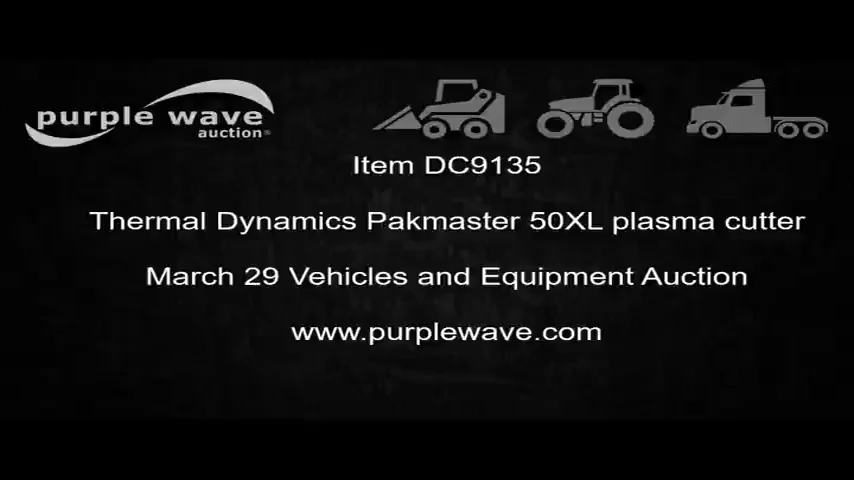 purple wave
auction®
Item DC9135
Thermal Dynamics Pakmaster 50XL plasma cutter
March 29 Vehicles and Equipment Auction
www.purplewave.com